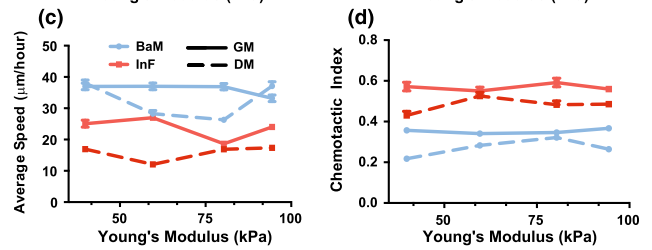 (c)
(d)
BaM
GM
InF
DM
Average Speed (μm/hour)
50
40
30
20
10
0
50
75
100
Young's Modulus (kPa)
Chemotactic Index
0.8
0.6
0.4
0.2
0.0
50
75
100
Young's Modulus (kPa)